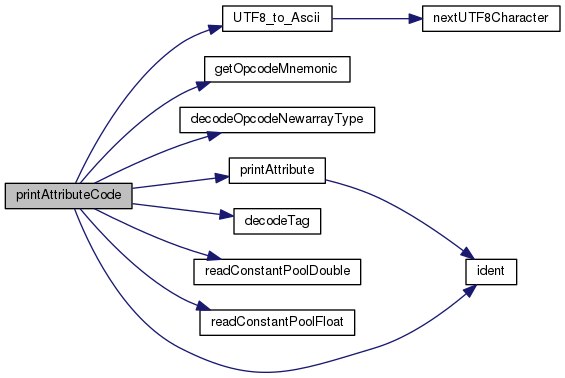 UTF8_to_Ascii
nextUTF8Character
getOpcodeMnemonic
decodeOpcodeNewarrayType
printAttribute
printAttributeCode
decodeTag
readConstantPoolDouble
ident
readConstantPoolFloat